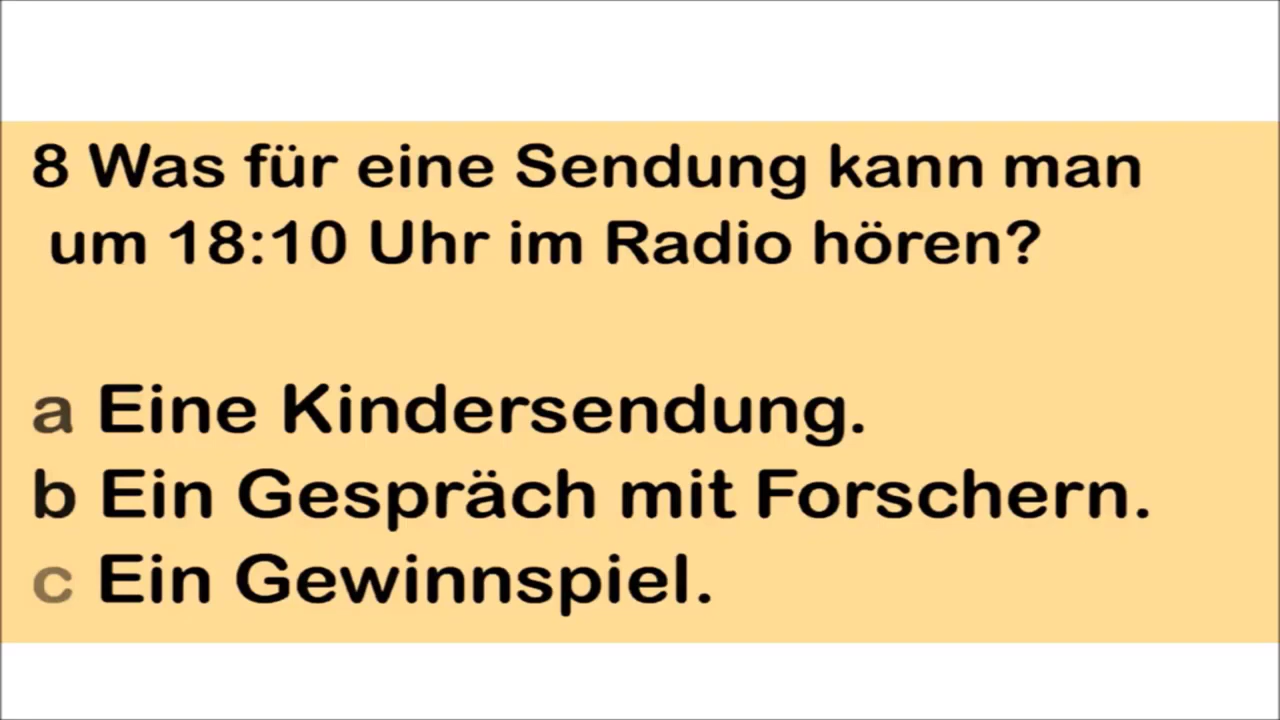 8 Was für eine Sendung kann man
um 18:10 Uhr im Radio hören?
a Eine Kindersendung.
b Ein Gespräch mit Forschern.
c Ein Gewinnspiel.